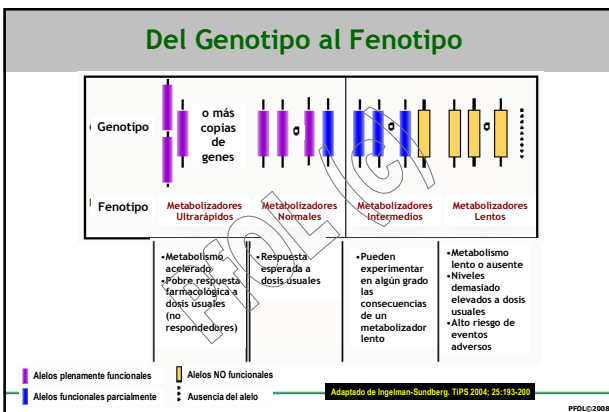 Del Genotipo al Fenotipo
Genotipo
o más
copias
de
genes
o
o
o
Fenotipo
Metabolizadores
Ultrarápidos
Metabolizadores
Normales
Metabolizadores
Intermedios
Metabolizadores
Lentos
•Metabolismo
acelerado
•Pobre respuesta
farmacológica a
dosis usuales
(no
respondedores)
•Respuesta
esperada a
dosis usuales
•Pueden
experimentar
en algún grado
las
consecuencias
de un
metabolizador
lento
•Metabolismo
lento o ausente
•Niveles
demasiado
elevados a dosis
usuales
•Alto riesgo de
eventos
adversos
PFOL (c)
Alelos plenamente funcionales
Alelos NO funcionales
Alelos funcionales parcialmente
Ausencia del alelo
Adaptado de Ingelman-Sundberg. TiPS 2004; 25:193-200
PFOL©2008